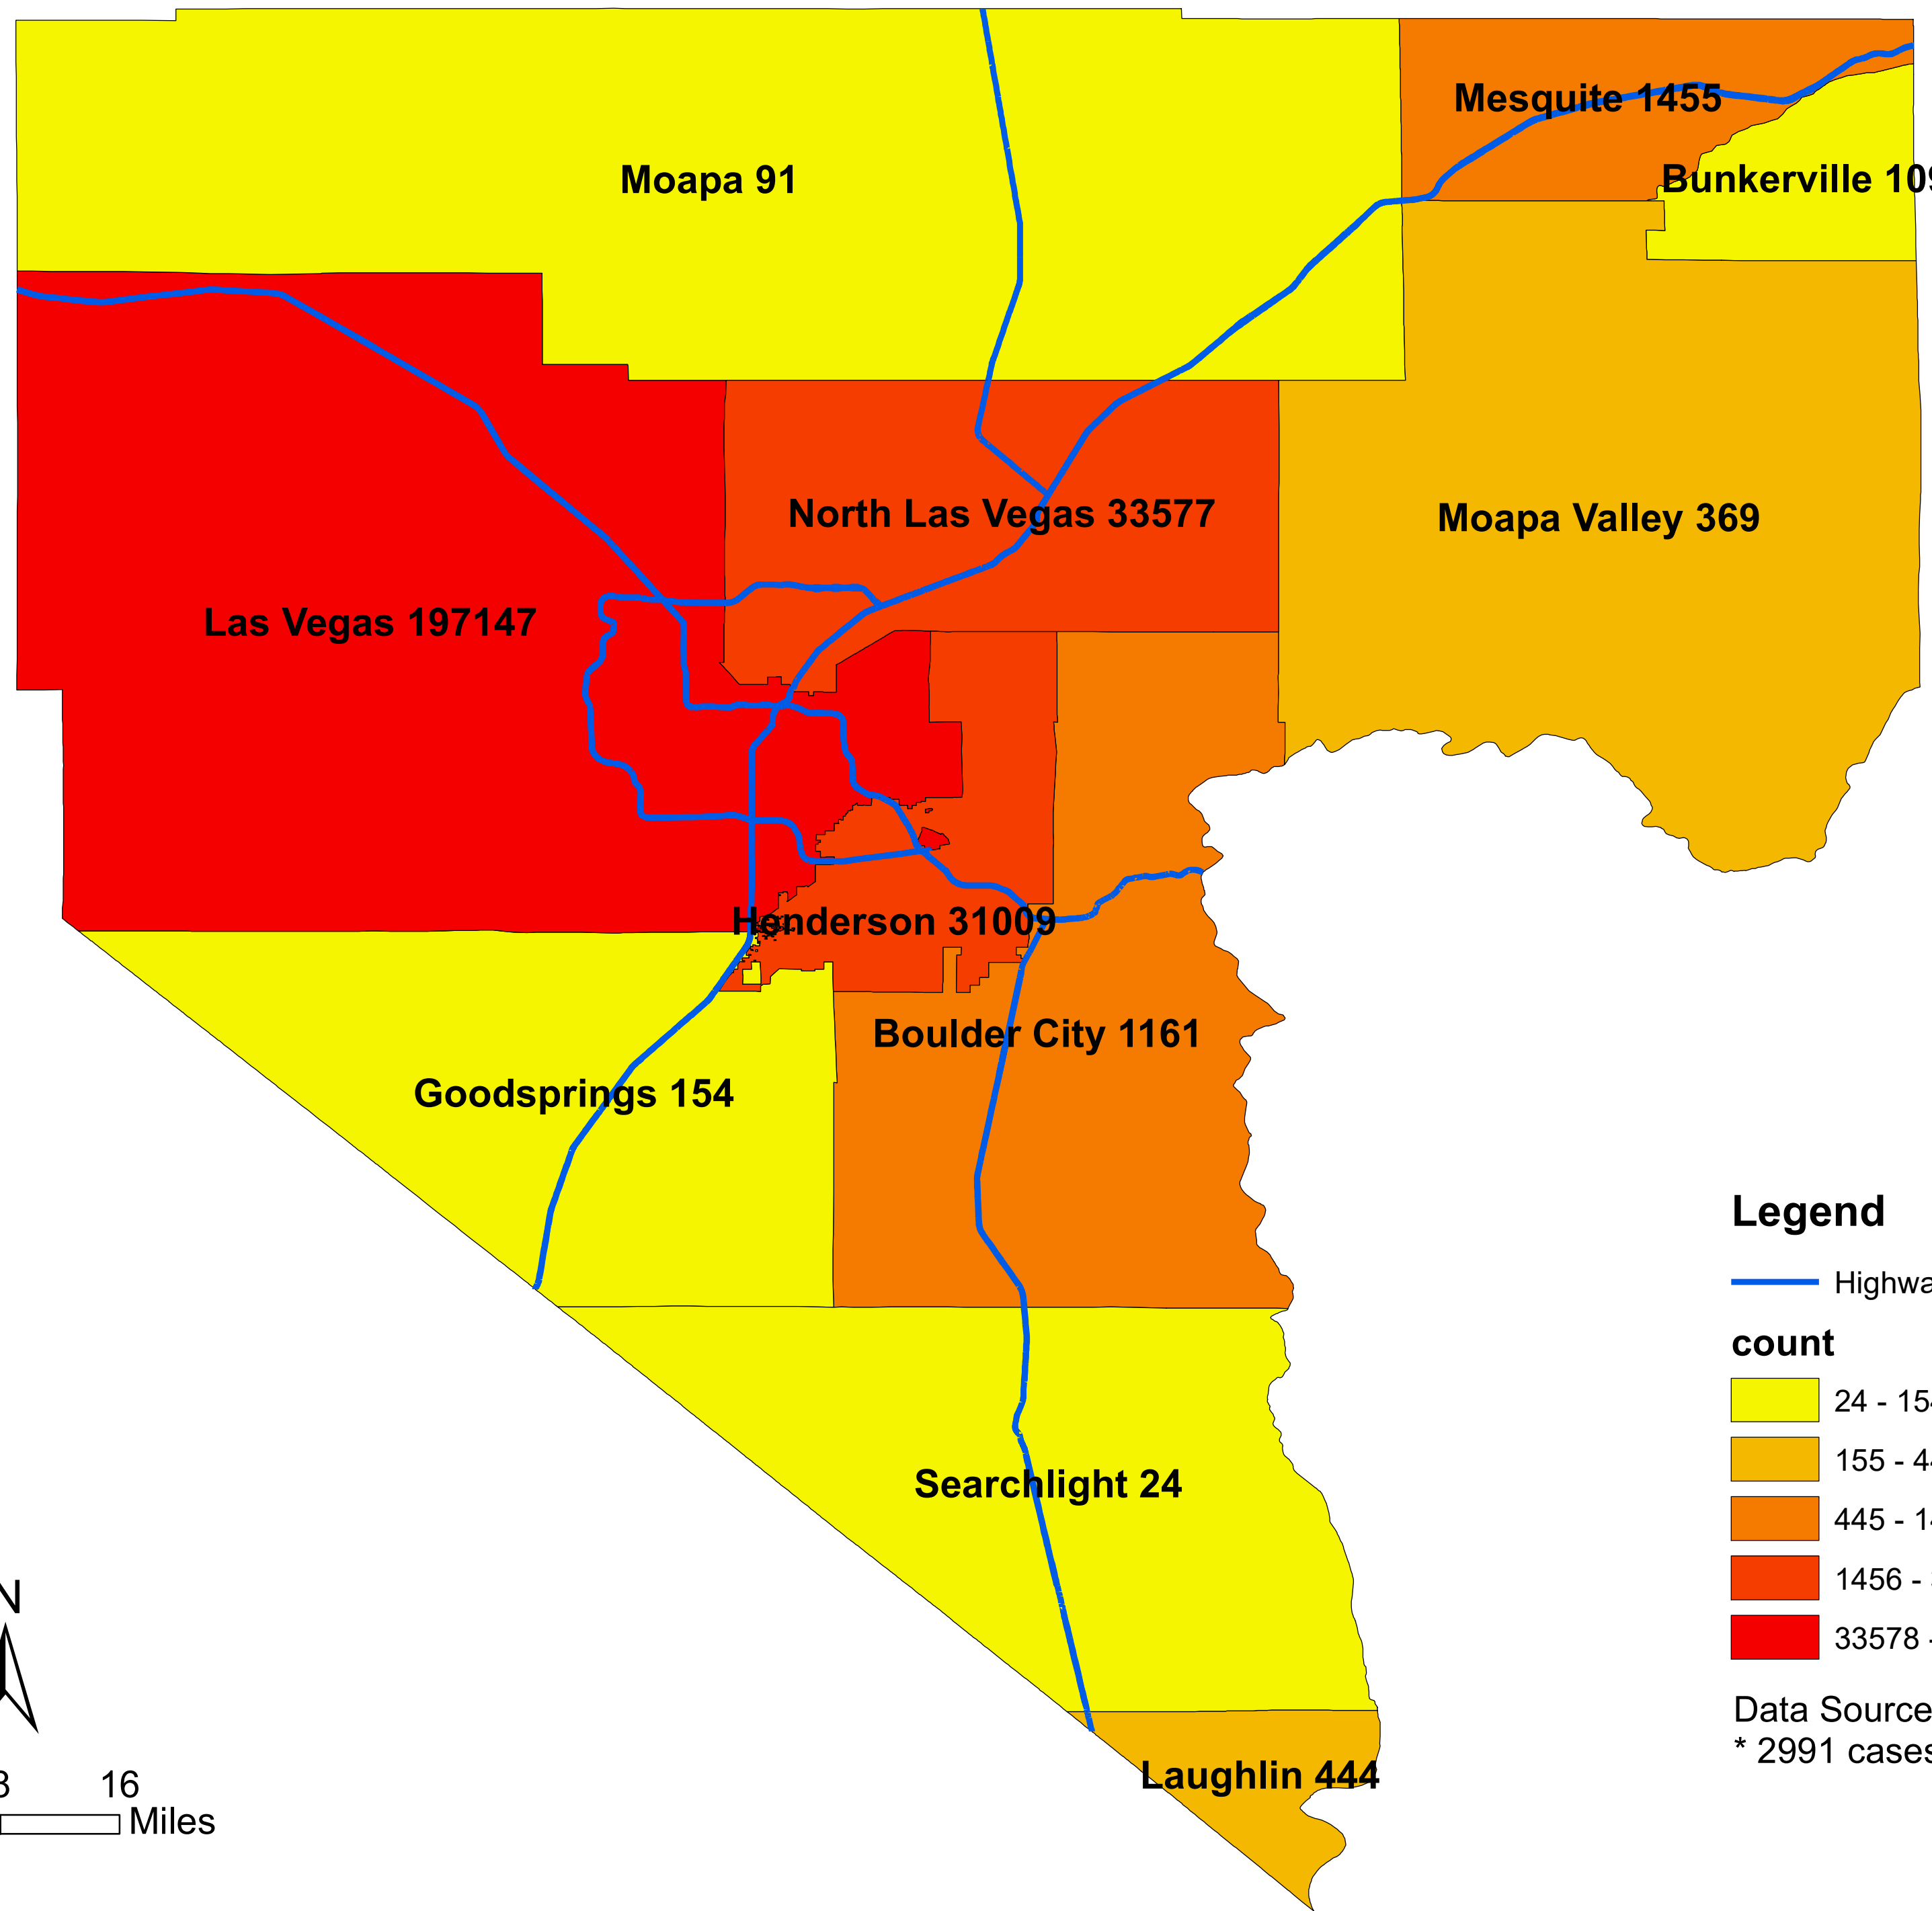 Mesquite 1455
Moapa 91
Bunkerville 109
North Las Vegas 33577
Moapa Valley 369
Las Vegas 197147
Henderson 31009
Boulder City 1161
Goodsprings 154
Legend
Highwa
count
24 - 15
155 - 4
445 - 1
Searchlight 24
1456 -
N
33578 -
Data Source
* 2991 cases
Laughlin 444
16
Miles